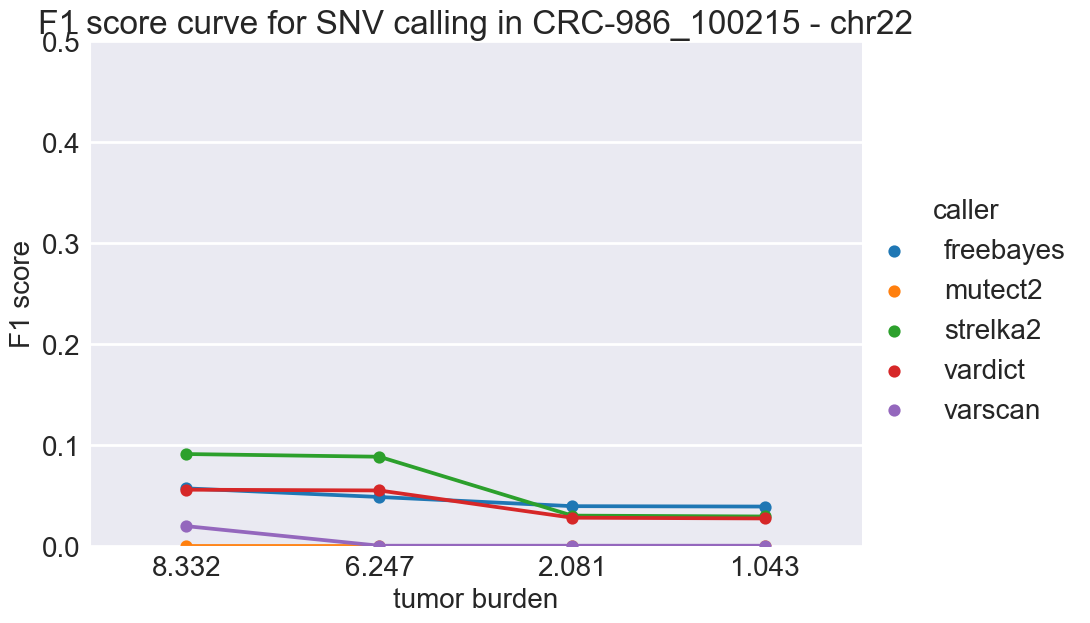 F1 score curve for SNV calling in CRC-986_100215 - chr22
F1 score
0.5
0.4
0.3
0.2
0.1
0.0
8.332
6.247
2.081
1.043
tumor burden
caller
freebayes
mutect2
strelka2
vardict
varscan